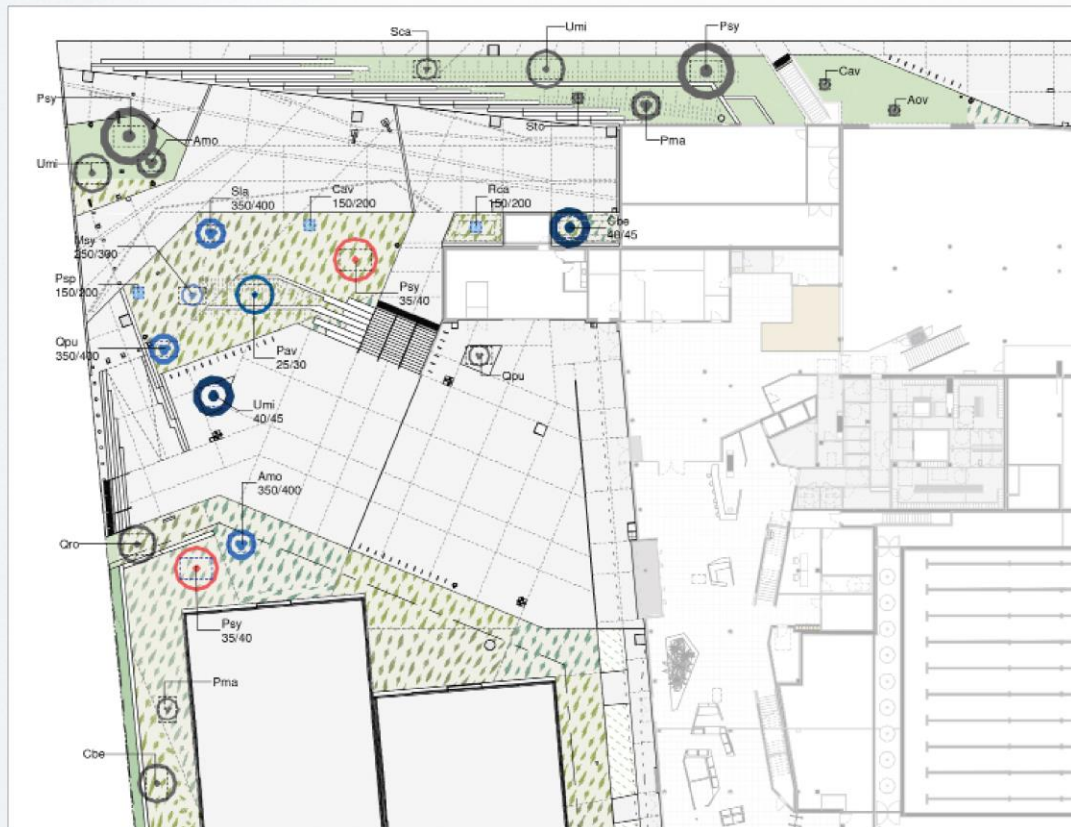 Sca
Umi
Psy
Cav
Aov
Psy
Sto
Pma
Amo
Umi
Sla
350/400
Cav
150/200
Rca
150/200
Cbe
40/45
Msy
250/300
Psp
150/200
Psy
35/40
Qpu
350/400
Pav
25/30
Qpu
Umi
40/45
Amo
350/400
Qro
Psy
35/40
Pma
Cbe